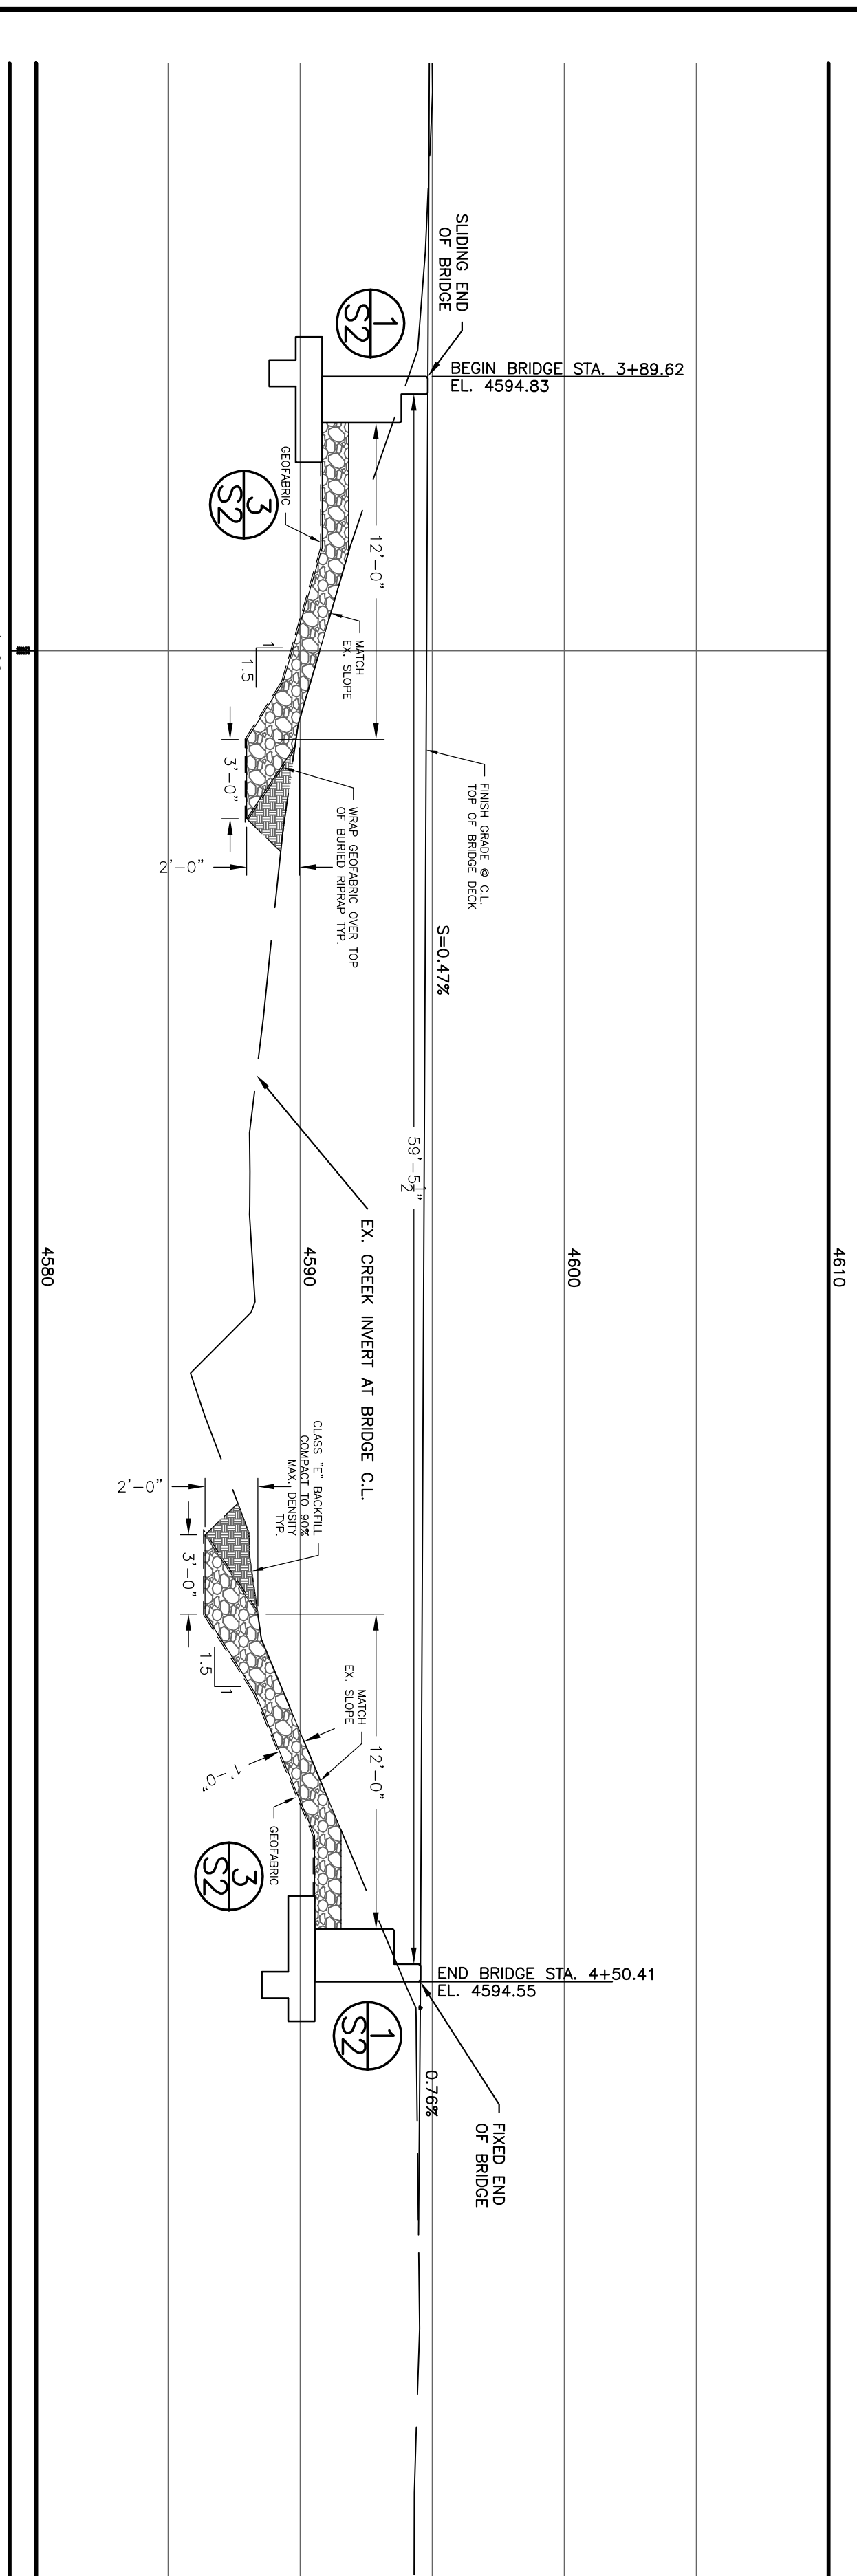 4610
4600
4590
4580
SLIDING END
OF BRIDGE
BEGIN BRIDGE STA. 3+89.62
EL. 4594.83
1
S2
GEOFABRIC
3
S2
12'-0"
MATCH
EX. SLOPE
1
1.5
3'-0"
2'-0"
WRAP GEOFABRIC OVER TOP
OF BURIED RIPRAP TYP.
FINISH GRADE @ C.L.
TOP OF BRIDGE DECK
S=0.47%
59'-5 1/2"
EX. CREEK INVERT AT BRIDGE C.L.
CLASS "E" BACKFILL
COMPACT TO 90%
MAX. DENSITY
TYP.
2'-0"
3'-0"
1
1.5
MATCH
EX. SLOPE
12'-0"
1'-0"
GEOFABRIC
3
S2
END BRIDGE STA. 4+50.41
EL. 4594.55
1
S2
0.76%
FIXED END
OF BRIDGE